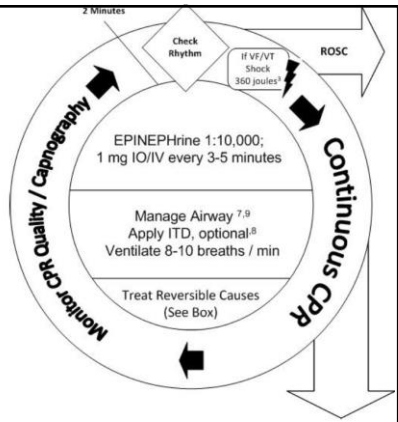 2 Minutes
Check
Rhythm
If VF/VT
Shock
360 joules³
ROSC
EPINEPHrine 1:10,000;
1 mg IO/IV every 3-5 minutes
Manage Airway ⁷,⁹
Apply ITD, optional.⁸
Ventilate 8-10 breaths / min
Treat Reversible Causes
(See Box)
Continuous CPR
Monitor CPR Quality / Capnography